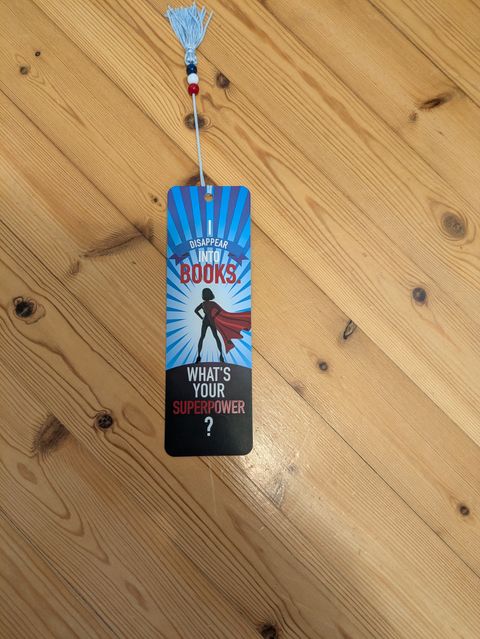 I
DISAPPEAR
INTO
BOOKS.
WHAT'S
YOUR
SUPERPOWER
?